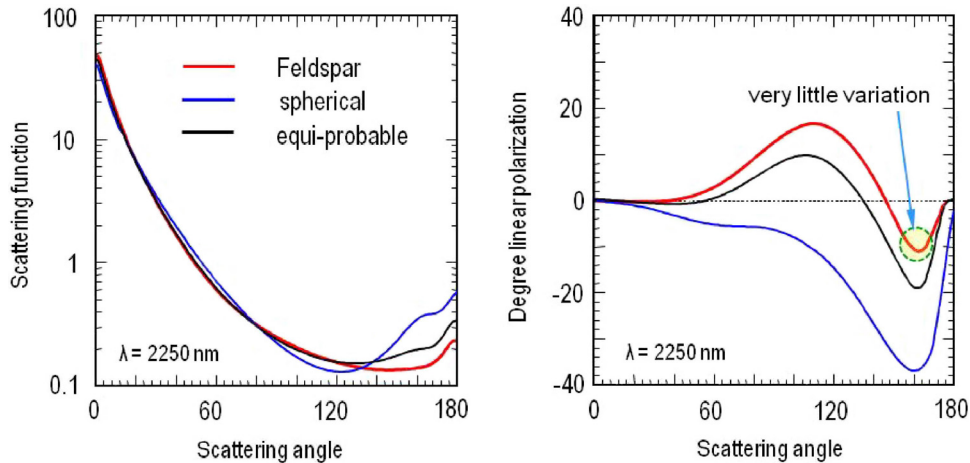 Scattering function
100
10
1
0.1
0
60
120
180
Scattering angle
Feldspar
spherical
equi-probable
λ = 2250 nm
Degree linear polarization
40
20
0
-20
-40
0
60
120
180
Scattering angle
very little variation
λ = 2250 nm